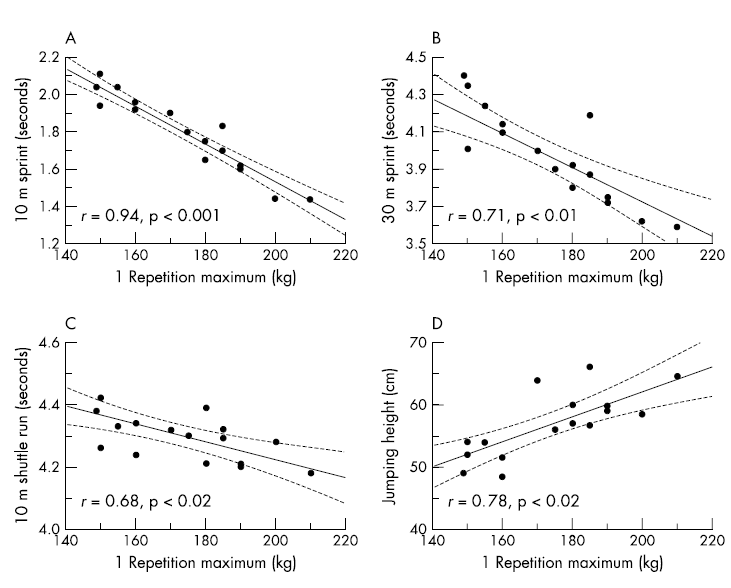 A
2.2
2.0
1.8
1.6
1.4
1.2
10 m sprint (seconds)
r = 0.94, p < 0.001
140 160 180 200 220
1 Repetition maximum (kg)
B
4.5
4.3
4.1
3.9
3.7
3.5
30 m sprint (seconds)
r = 0.71, p < 0.01
140 160 180 200 220
1 Repetition maximum (kg)
C
4.6
4.4
4.2
4.0
10 m shuttle run (seconds)
r = 0.68, p < 0.02
140 160 180 200 220
1 Repetition maximum (kg)
D
70
60
50
40
Jumping height (cm)
r = 0.78, p < 0.02
140 160 180 200 220
1 Repetition maximum (kg)